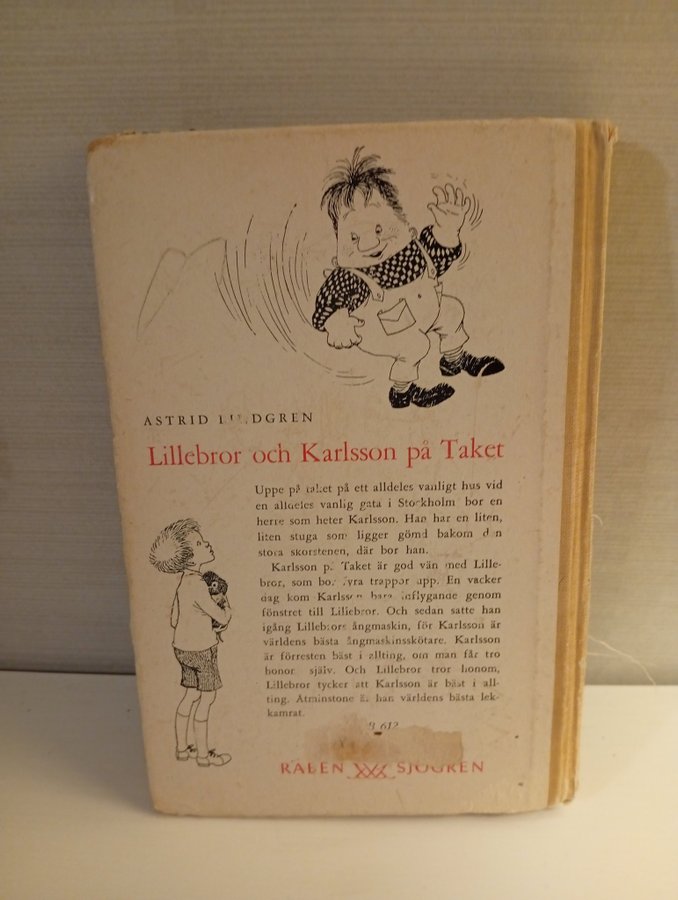 ASTRID LINDGREN
Lillebror och Karlsson på Taket
Uppe på taket på ett alldeles vanligt hus vid
en alldeles vanlig gata i Stockholm bor en
herre som heter Karlsson. Han har en liten,
liten stuga som ligger gömd bakom den
stora skorstenen, där bor han.
Karlsson på Taket är god vän med Lille-
bror, som bor fyra trappor upp. En vacker
dag kom Karlsson bara inflygande genom
fönstret till Lillebror. Och sedan satte han
igång Lillebrors ångmaskin, för Karlsson är
världens bästa ångmaskinsskötare. Karlsson
är förresten bäst i allting, om man får tro
honom själv. Och Lillebror tror honom,
Lillebror tycker att Karlsson är bäst i all-
ting. Åtminstone är han världens bästa lek-
kamrat.
612
RABÉN SJÖGREN